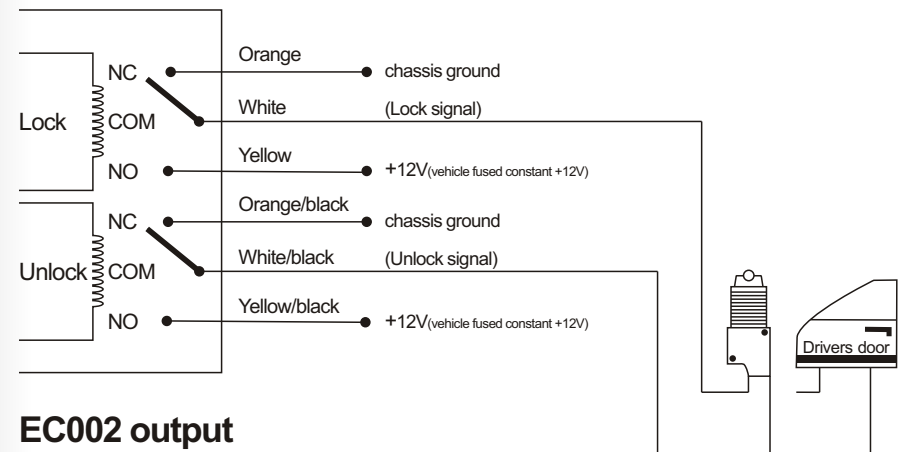 Orange
NC
chassis ground
White
(Lock signal)
Lock
COM
Yellow
NO
+12V(vehicle fused constant +12V)
Orange/black
NC
chassis ground
White/black
(Unlock signal)
Unlock
COM
Yellow/black
NO
+12V(vehicle fused constant +12V)
Drivers door
EC002 output